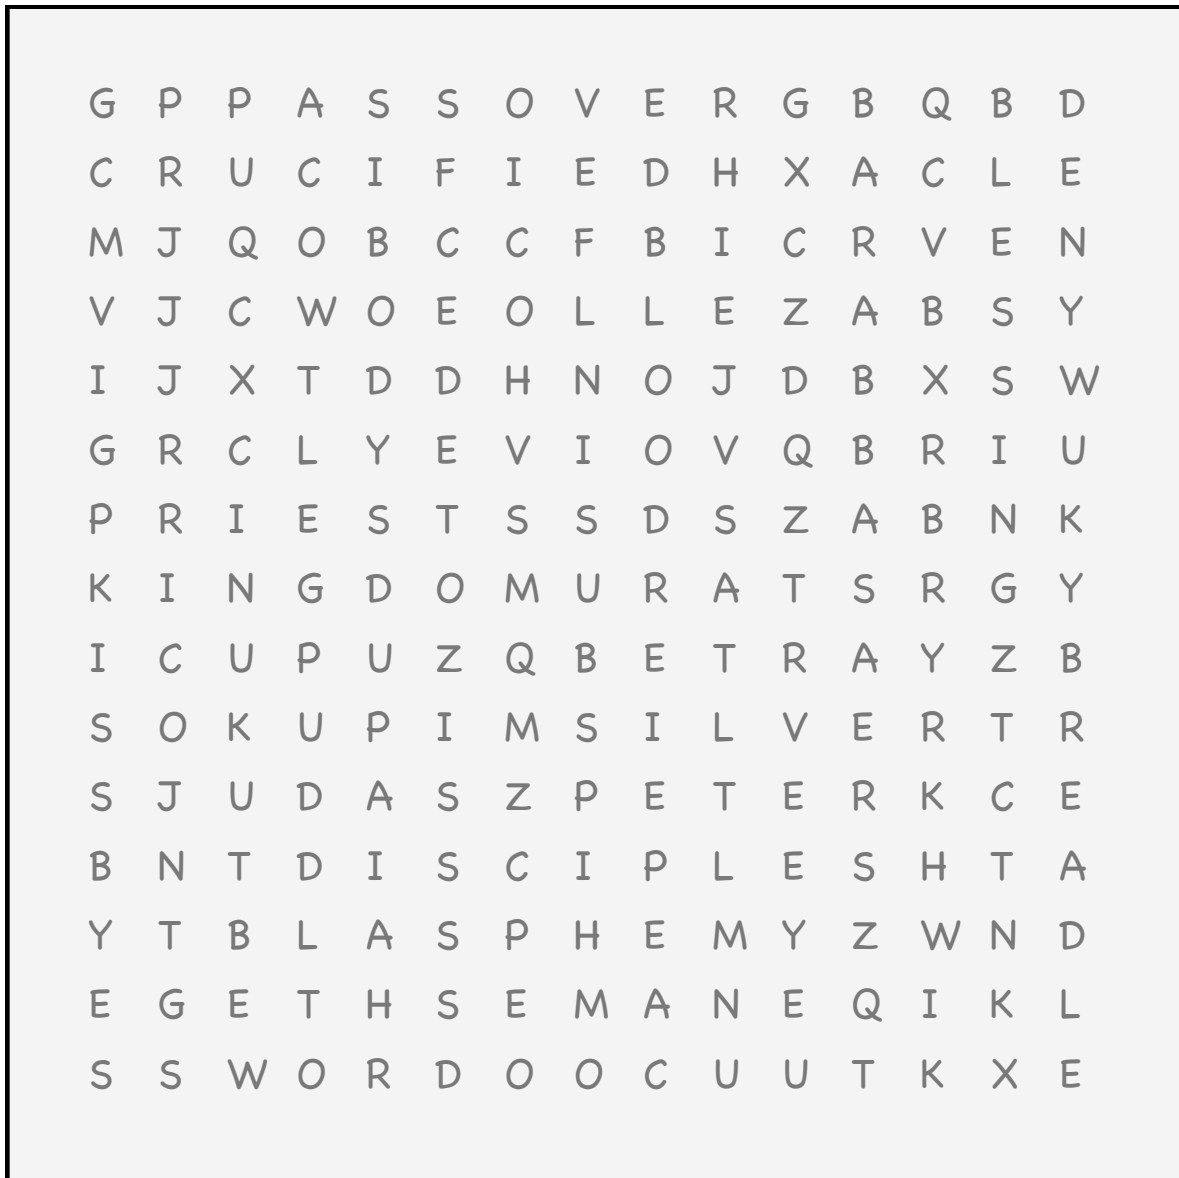 G P P A S S O V E R G B Q B D
C R U C I F I E D H X A C L E
M J Q O B C C F B I C R V E N
V J C W O E O L L E Z A B S Y
I J X T D D H N O J D B X S W
G R C L Y E V I O V Q B R I U
P R I E S T S S D S Z A B N K
K I N G D O M U R A T S R G Y
I C U P U Z Q B E T R A Y Z B
S O K U P I M S I L V E R T R
S J U D A S Z P E T E R K C E
B N T D I S C I P L E S H T A
Y T B L A S P H E M Y Z W N D
E G E T H S E M A N E Q I K L
S S W O R D O O C U U T K X E